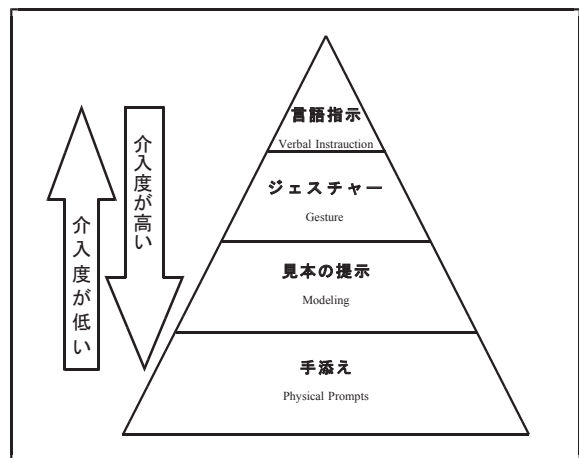 言語指示
Verbal Instrauction
ジェスチャー
Gesture
見本の提示
Modeling
手添え
Physical Prompts
介入度が高い
介入度が低い